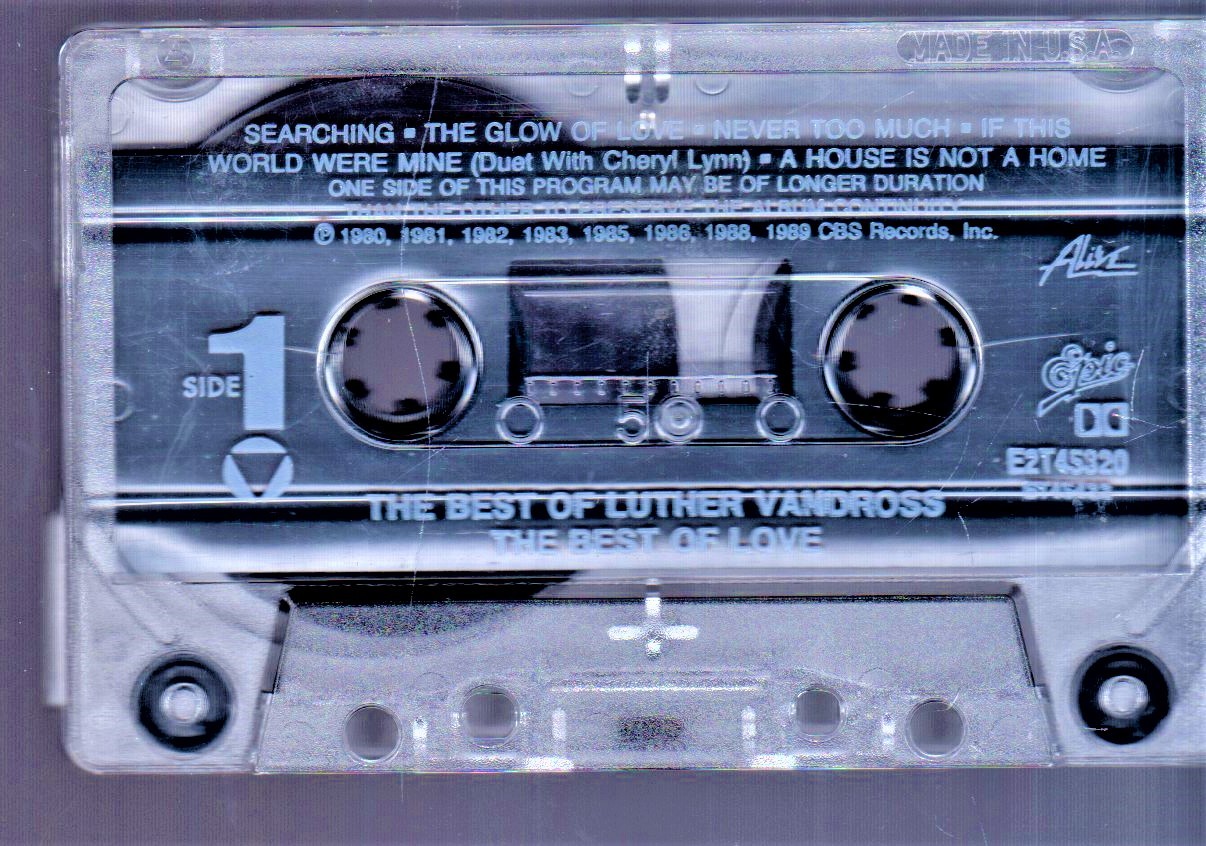 MADE IN U.S.A.
SEARCHING ▪ THE GLOW OF LOVE ▪ NEVER TOO MUCH ▪ IF THIS
WORLD WERE MINE (Duet With Cheryl Lynn) ▪ A HOUSE IS NOT A HOME
ONE SIDE OF THIS PROGRAM MAY BE OF LONGER DURATION
THAN THE OTHER TO PRESERVE THE ALBUM CONTINUITY
℗ 1980, 1981, 1982, 1983, 1985, 1986, 1988, 1989 CBS Records, Inc.
Alive
SIDE 1
Epic
50
E2T45320
THE BEST OF LUTHER VANDROSS
THE BEST OF LOVE